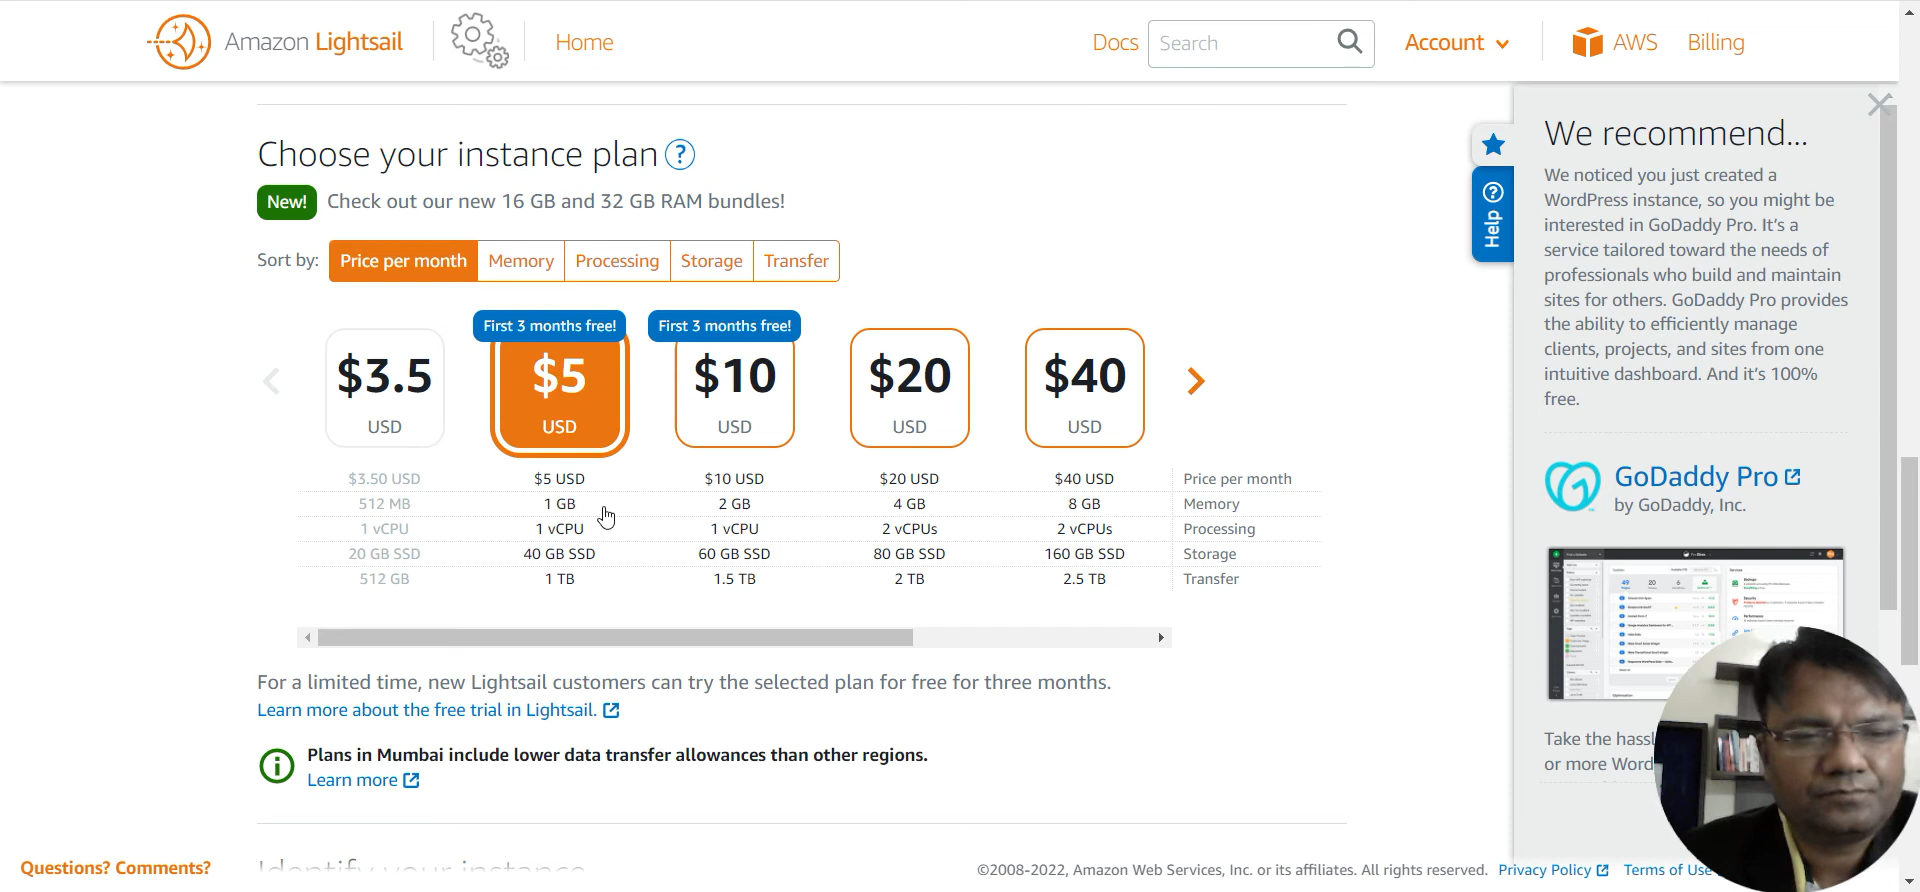 Amazon Lightsail
Home
Docs
Search
Account
AWS
Billing
Choose your instance plan ?
New! Check out our new 16 GB and 32 GB RAM bundles!
Sort by: Price per month Memory Processing Storage Transfer
First 3 months free! First 3 months free!
$3.5 $5 $10 $20 $40
USD USD USD USD USD
$3.50 USD $5 USD $10 USD $20 USD $40 USD Price per month
512 MB 1 GB 2 GB 4 GB 8 GB Memory
1 vCPU 1 vCPU 1 vCPU 2 vCPUs 2 vCPUs Processing
20 GB SSD 40 GB SSD 60 GB SSD 80 GB SSD 160 GB SSD Storage
512 GB 1 TB 1.5 TB 2 TB 2.5 TB Transfer
For a limited time, new Lightsail customers can try the selected plan for free for three months.
Learn more about the free trial in Lightsail.
Plans in Mumbai include lower data transfer allowances than other regions.
Learn more
Identify your instance
Help ?
We recommend...
We noticed you just created a
WordPress instance, so you might be
interested in GoDaddy Pro. It's a
service tailored toward the needs of
professionals who build and maintain
sites for others. GoDaddy Pro provides
the ability to efficiently manage
clients, projects, and sites from one
intuitive dashboard. And it's 100%
free.
GoDaddy Pro
by GoDaddy, Inc.
Take the
or more
Questions? Comments?
©2008-2022, Amazon Web Services, Inc. or its affiliates. All rights reserved. Privacy Policy Terms of Use